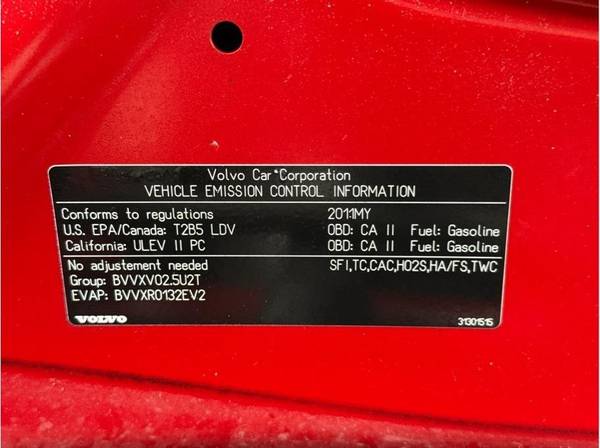 Volvo Car Corporation
VEHICLE EMISSION CONTROL INFORMATION
Conforms to regulations 2011MY
U.S. EPA/Canada: T2B5 LDV OBD: CA II Fuel: Gasoline
California: ULEV II PC OBD: CA II Fuel: Gasoline
No adjustement needed SFI,TC,CAC,HO2S,HA/FS,TWC
Group: BVVXV02.5U2T
EVAP: BVVXR0132EV2
VOLVO 31301515